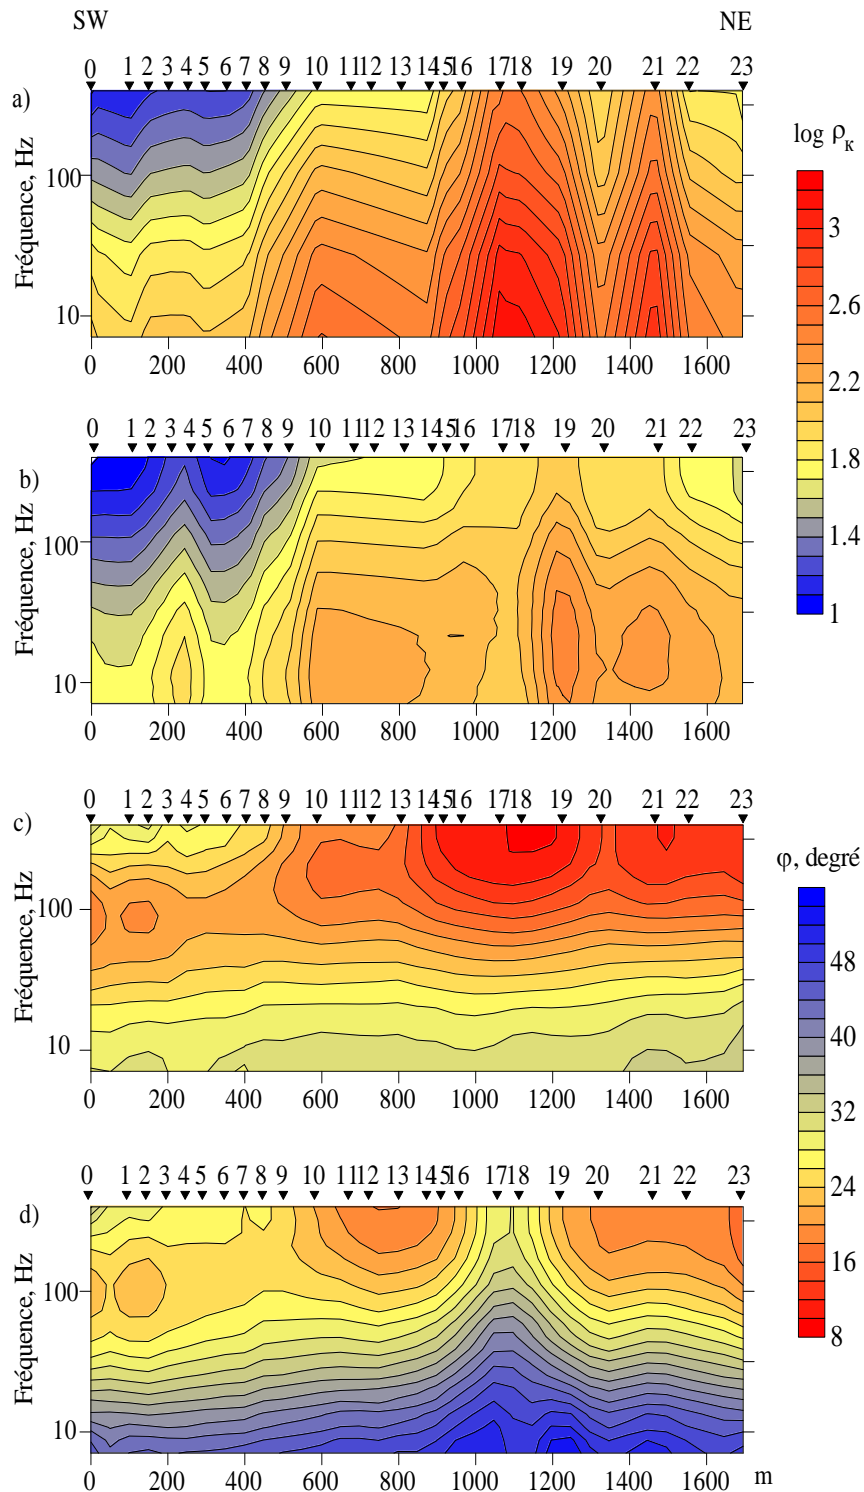 SW NE
0 1 2 3 4 5 6 7 8 9 10 11 12 13 14 15 16 17 18 19 20 21 22 23
a)
Fréquence, Hz
100
10
0 200 400 600 800 1000 1200 1400 1600
0 1 2 3 4 5 6 7 8 9 10 11 12 13 14 15 16 17 18 19 20 21 22 23
b)
Fréquence, Hz
100
10
0 200 400 600 800 1000 1200 1400 1600
log ρκ
3
2.6
2.2
1.8
1.4
1
0 1 2 3 4 5 6 7 8 9 10 11 12 13 14 15 16 17 18 19 20 21 22 23
c)
Fréquence, Hz
100
10
0 200 400 600 800 1000 1200 1400 1600
0 1 2 3 4 5 6 7 8 9 10 11 12 13 14 15 16 17 18 19 20 21 22 23
d)
Fréquence, Hz
100
10
0 200 400 600 800 1000 1200 1400 1600 m
φ, degré
48
40
32
24
16
8